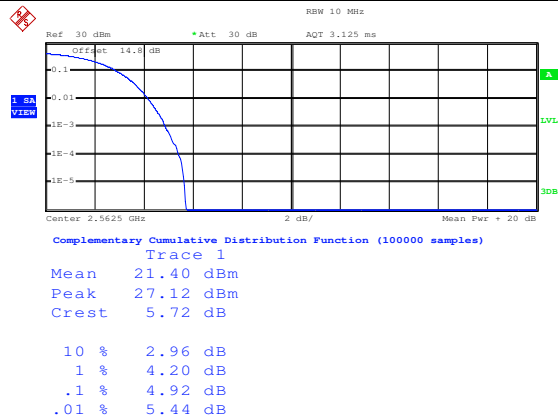 RBW 10 MHz
Ref 30 dBm *Att 30 dB AQT 3.125 ms
Offset 14.8 dB
0.1
A
0.01
1 SA
VIEW
1E-3
LVL
1E-4
1E-5
3DB
Center 2.5625 GHz 2 dB/ Mean Pwr + 20 dB
Complementary Cumulative Distribution Function (100000 samples)
Trace 1
Mean 21.40 dBm
Peak 27.12 dBm
Crest 5.72 dB
10 % 2.96 dB
1 % 4.20 dB
.1 % 4.92 dB
.01 % 5.44 dB